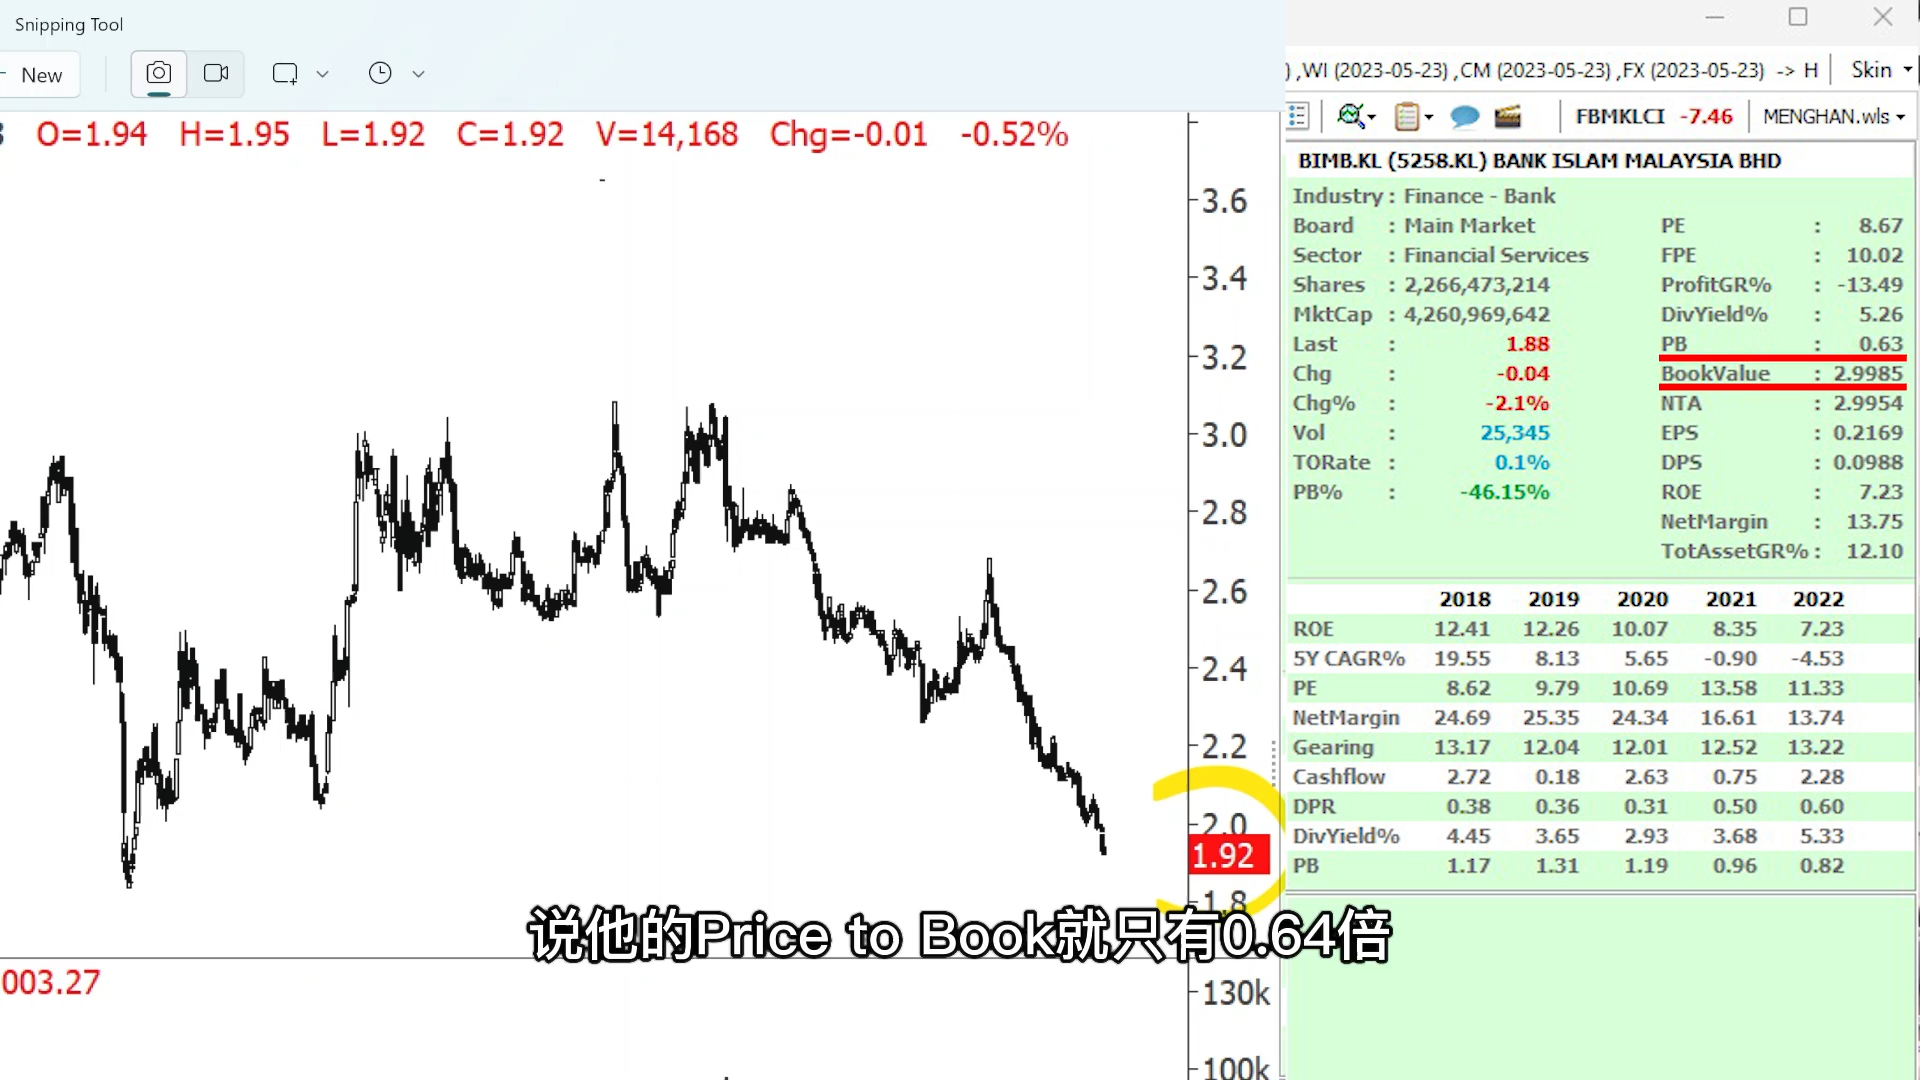 Snipping Tool
New
), WI (2023-05-23) ,CM (2023-05-23) ,FX (2023-05-23) -> H Skin
FBMKLCI -7.46 MENGHAN.wls
O=1.94 H=1.95 L=1.92 C=1.92 V=14,168 Chg=-0.01 -0.52%
3.6
3.4
3.2
3.0
2.8
2.6
2.4
2.2
2.0
1.92
1.8
130k
100k
003.27
BIMB.KL (5258.KL) BANK ISLAM MALAYSIA BHD
Industry : Finance - Bank
Board : Main Market PE : 8.67
Sector : Financial Services FPE : 10.02
Shares : 2,266,473,214 ProfitGR% : -13.49
MktCap : 4,260,969,642 DivYield% : 5.26
Last : 1.88 PB : 0.63
Chg : -0.04 BookValue : 2.9985
Chg% : -2.1% NTA : 2.9954
Vol : 25,345 EPS : 0.2169
TORate : 0.1% DPS : 0.0988
PB% : -46.15% ROE : 7.23
NetMargin : 13.75
TotAssetGR% : 12.10
2018 2019 2020 2021 2022
ROE 12.41 12.26 10.07 8.35 7.23
5Y CAGR% 19.55 8.13 5.65 -0.90 -4.53
PE 8.62 9.79 10.69 13.58 11.33
NetMargin 24.69 25.35 24.34 16.61 13.74
Gearing 13.17 12.04 12.01 12.52 13.22
Cashflow 2.72 0.18 2.63 0.75 2.28
DPR 0.38 0.36 0.31 0.50 0.60
DivYield% 4.45 3.65 2.93 3.68 5.33
PB 1.17 1.31 1.19 0.96 0.82
说他的Price to Book就只有0.64倍